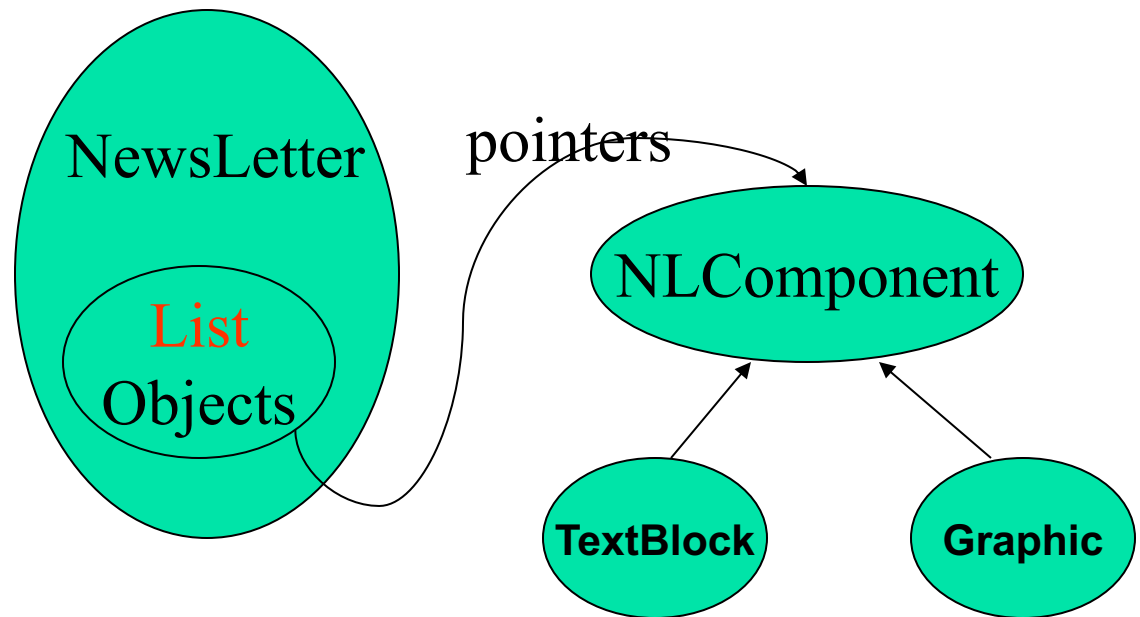 NewsLetter
List
Objects
pointers
NLComponent
TextBlock
Graphic